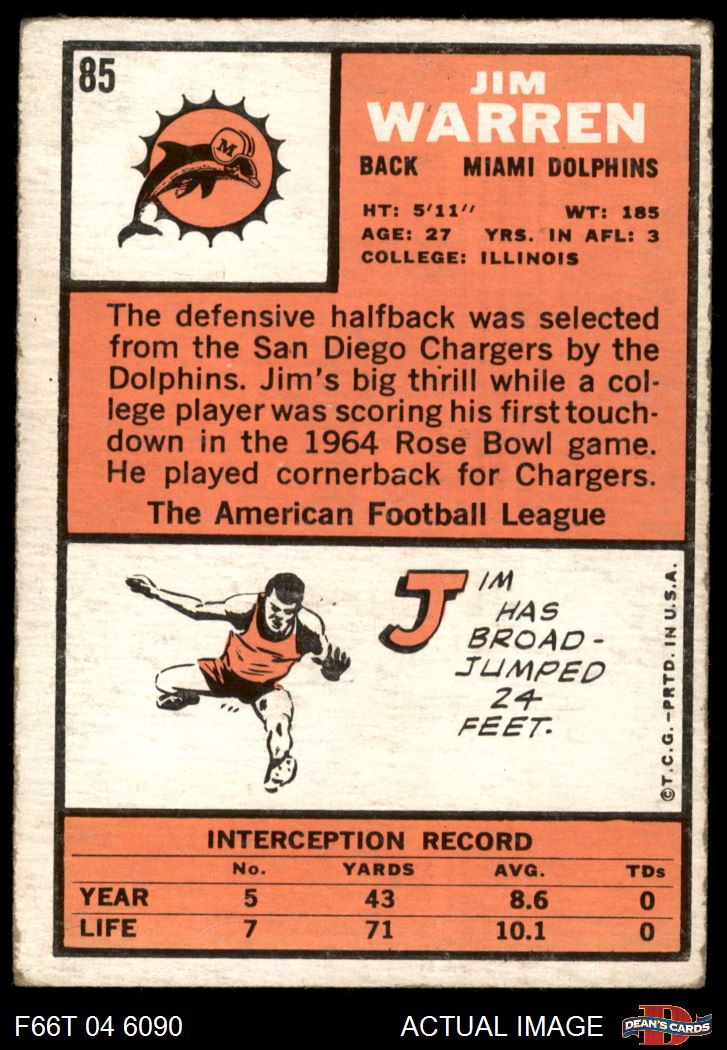 85
M
JIM
WARREN
BACK MIAMI DOLPHINS
HT: 5'11" WT: 185
AGE: 27 YRS. IN AFL: 3
COLLEGE: ILLINOIS
The defensive halfback was selected
from the San Diego Chargers by the
Dolphins. Jim's big thrill while a col-
lege player was scoring his first touch-
down in the 1964 Rose Bowl game.
He played cornerback for Chargers.
The American Football League
JIM
HAS
BROAD-
JUMPED
24
FEET.
©T.C.G.–PRTD. IN U.S.A.
INTERCEPTION RECORD
No. YARDS AVG. TDs
YEAR 5 43 8.6 0
LIFE 7 71 10.1 0
F66T 04 6090 ACTUAL IMAGE
D
DEAN'S CARDS